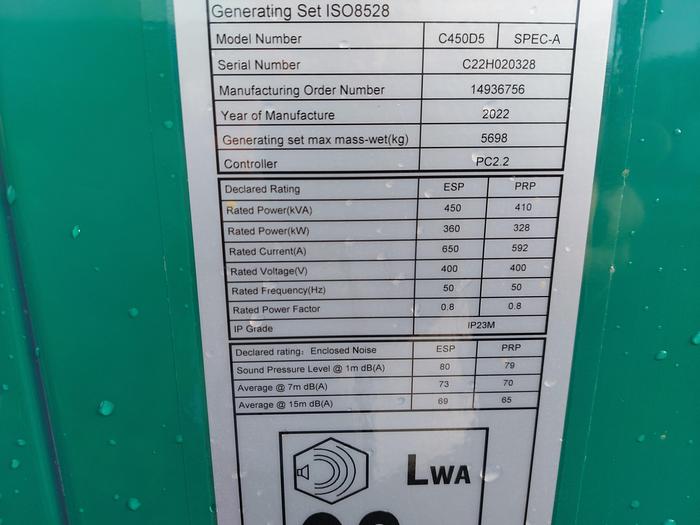 Generating Set ISO8528
Model Number C450D5 SPEC-A
Serial Number C22H020328
Manufacturing Order Number 14936756
Year of Manufacture 2022
Generating set max mass-wet(kg) 5698
Controller PC2.2
Declared Rating ESP PRP
Rated Power(kVA) 450 410
Rated Power(kW) 360 328
Rated Current(A) 650 592
Rated Voltage(V) 400 400
Rated Frequency(Hz) 50 50
Rated Power Factor 0.8 0.8
IP Grade IP23M
Declared rating: Enclosed Noise ESP PRP
Sound Pressure Level @ 1m dB(A) 80 79
Average @ 7m dB(A) 73 70
Average @ 15m dB(A) 69 65
LWA